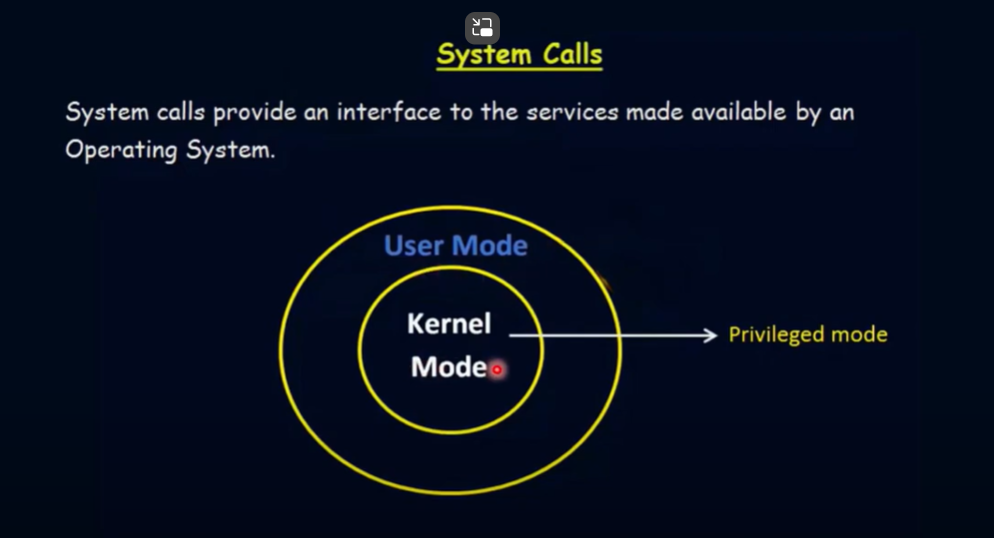 System Calls
System calls provide an interface to the services made available by an
Operating System.
User Mode
Kernel
Mode
Privileged mode